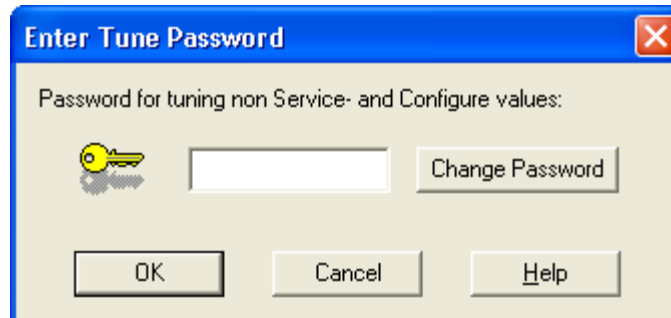 Enter Tune Password
Password for tuning non Service- and Configure values:
Change Password
OK Cancel Help